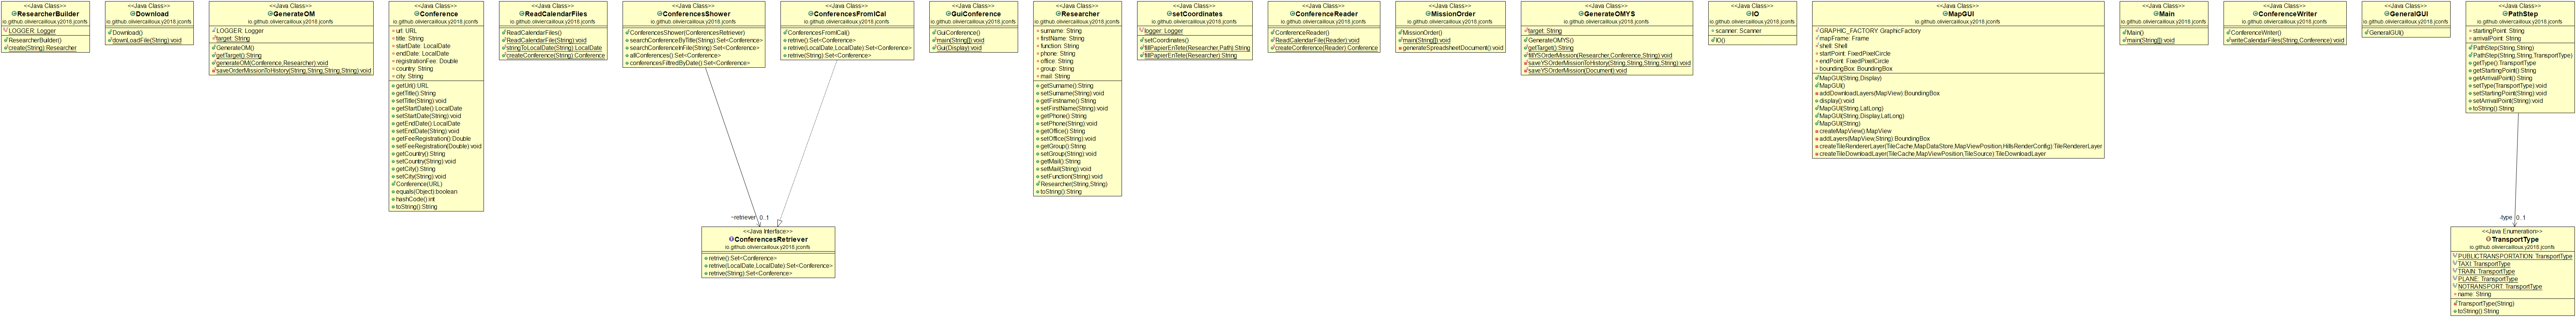 <<Java Class>>
ResearcherBuilder
io.github.oliviercailloux.y2018.jconfs
LOGGER: Logger
ResearcherBuilder()
create(String):Researcher
<<Java Class>>
Download
io.github.oliviercailloux.y2018.jconfs
Download()
downLoadFile(String):void
<<Java Class>>
GenerateOM
io.github.oliviercailloux.y2018.jconfs
LOGGER: Logger
target: String
GenerateOM()
getTarget():String
generateOM(Conference,Researcher):void
saveOrderMissionToHistory(String,String,String,String):void
<<Java Class>>
Conference
io.github.oliviercailloux.y2018.jconfs
url: URL
title: String
startDate: LocalDate
endDate: LocalDate
registrationFee: Double
country: String
city: String
getUrl():URL
getTitle():String
setTitle(String):void
getStartDate():LocalDate
setStartDate(String):void
getEndDate():LocalDate
setEndDate(String):void
getFeeRegistration():Double
setFeeRegistration(Double):void
getCountry():String
setCountry(String):void
getCity():String
setCity(String):void
Conference(URL)
equals(Object):boolean
hashCode():int
toString():String
<<Java Class>>
ReadCalendarFiles
io.github.oliviercailloux.y2018.jconfs
ReadCalendarFiles()
ReadCalendarFile(String):void
stringToLocalDate(String):LocalDate
createConference(String):Conference
<<Java Class>>
ConferencesShower
io.github.oliviercailloux.y2018.jconfs
ConferencesShower(ConferencesRetriever)
searchConferenceByTitle(String):Set<Conference>
searchConferenceInFile(String):Set<Conference>
allConferences():Set<Conference>
conferencesFiltredByDate():Set<Conference>
<<Java Class>>
ConferencesFromICal
io.github.oliviercailloux.y2018.jconfs
ConferencesFromICal()
retrive():Set<Conference>
retrive(LocalDate,LocalDate):Set<Conference>
retrive(String):Set<Conference>
<<Java Class>>
GuiConference
io.github.oliviercailloux.y2018.jconfs
GuiConference()
main(String[]):void
Gui(Display):void
<<Java Class>>
Researcher
io.github.oliviercailloux.y2018.jconfs
surname: String
firstName: String
function: String
phone: String
office: String
group: String
mail: String
getSurname():String
setSurname(String):void
getFirstname():String
setFirstName(String):void
getPhone():String
setPhone(String):void
getOffice():String
setOffice(String):void
getGroup():String
setGroup(String):void
getMail():String
setMail(String):void
setFunction(String):void
Researcher(String,String)
toString():String
<<Java Class>>
setCoordinates
io.github.oliviercailloux.y2018.jconfs
logger: Logger
setCoordinates()
fillPapierEnTete(Researcher,Path):String
fillPapierEnTete(Researcher):String
<<Java Class>>
ConferenceReader
io.github.oliviercailloux.y2018.jconfs
ConferenceReader()
ReadCalendarFile(Reader):void
createConference(Reader):Conference
<<Java Class>>
MissionOrder
io.github.oliviercailloux.y2018.jconfs
MissionOrder()
main(String[]):void
generateSpreadsheetDocument():void
<<Java Class>>
GenerateOMYS
io.github.oliviercailloux.y2018.jconfs
target: String
GenerateOMYS()
getTarget():String
fillYSOrderMission(Researcher,Conference,String):void
saveYSOrderMissionToHistory(String,String,String,String):void
saveYSOrderMission(Document):void
<<Java Class>>
IO
io.github.oliviercailloux.y2018.jconfs
scanner: Scanner
IO()
<<Java Class>>
MapGUI
io.github.oliviercailloux.y2018.jconfs
GRAPHIC_FACTORY: GraphicFactory
mapFrame: Frame
shell: Shell
startPoint: FixedPixelCircle
endPoint: FixedPixelCircle
boundingBox: BoundingBox
MapGUI(String,Display)
MapGUI()
addDownloadLayers(MapView):BoundingBox
display():void
MapGUI(String,LatLong)
MapGUI(String,Display,LatLong)
MapGUI(String)
createMapView():MapView
addLayers(MapView,String):BoundingBox
createTileRendererLayer(TileCache,MapDataStore,MapViewPosition,HillsRenderConfig):TileRendererLayer
createTileDownloadLayer(TileCache,MapViewPosition,TileSource):TileDownloadLayer
<<Java Class>>
Main
io.github.oliviercailloux.y2018.jconfs
Main()
main(String[]):void
<<Java Class>>
ConferenceWriter
io.github.oliviercailloux.y2018.jconfs
ConferenceWriter()
writeCalendarFiles(String,Conference):void
<<Java Class>>
GeneralGUI
io.github.oliviercailloux.y2018.jconfs
GeneralGUI()
<<Java Class>>
PathStep
io.github.oliviercailloux.y2018.jconfs
startingPoint: String
arrivalPoint: String
PathStep(String,String)
PathStep(String,String,TransportType)
getType():TransportType
getStartingPoint():String
getArrivalPoint():String
setType(TransportType):void
setStartingPoint(String):void
setArrivalPoint(String):void
toString():String
~retriever 0..1
-type 0..1
<<Java Interface>>
ConferencesRetriever
io.github.oliviercailloux.y2018.jconfs
retrive():Set<Conference>
retrive(LocalDate,LocalDate):Set<Conference>
retrive(String):Set<Conference>
<<Java Enumeration>>
TransportType
io.github.oliviercailloux.y2018.jconfs
PUBLICTRANSPORTATION: TransportType
TAXI: TransportType
TRAIN: TransportType
PLANE: TransportType
NOTRANSPORT: TransportType
name: String
TransportType(String)
toString():String